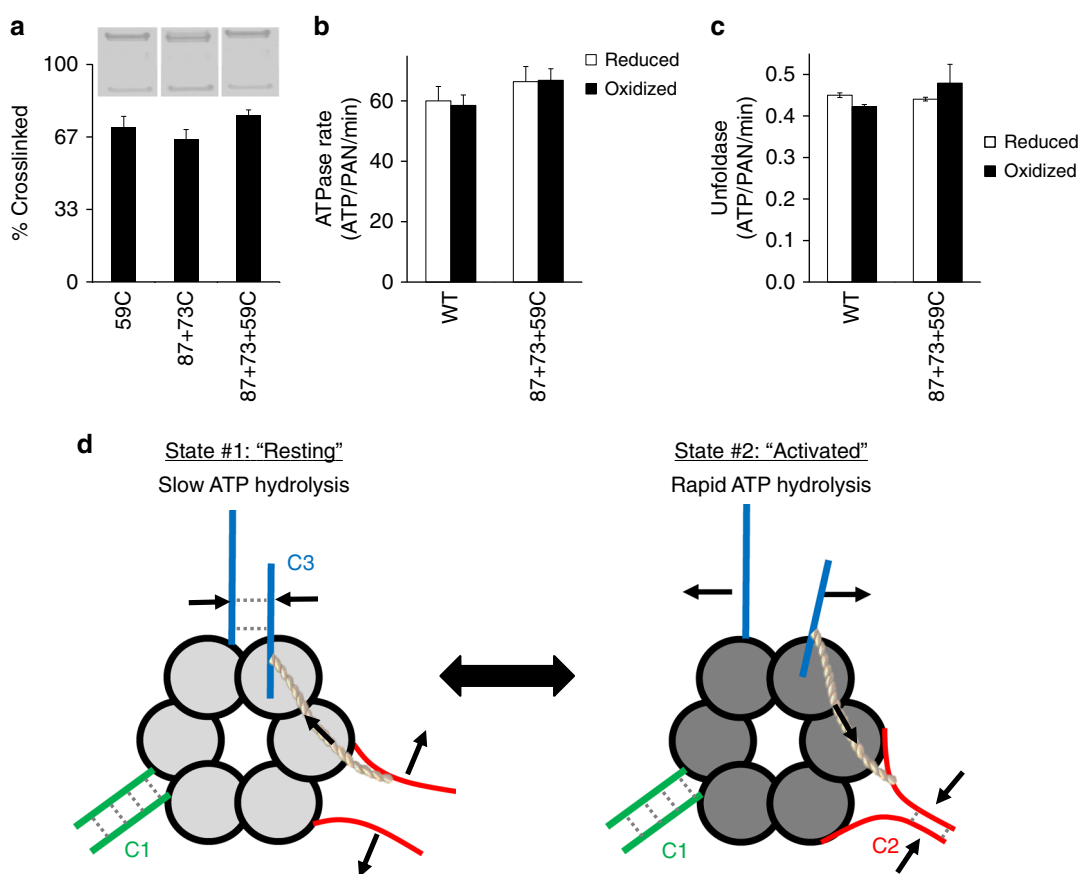 a
100
67
33
0
% Crosslinked
59C
87+73C
87+73+59C
b
Reduced
Oxidized
60
40
20
0
ATPase rate
(ATP/PAN/min)
WT
87+73+59C
c
0.5
0.4
0.3
0.2
0.1
0.0
Unfoldase
(ATP/PAN/min)
Reduced
Oxidized
WT
87+73+59C
d
State #1: “Resting”
Slow ATP hydrolysis
C3
C1
State #2: “Activated”
Rapid ATP hydrolysis
C1
C2